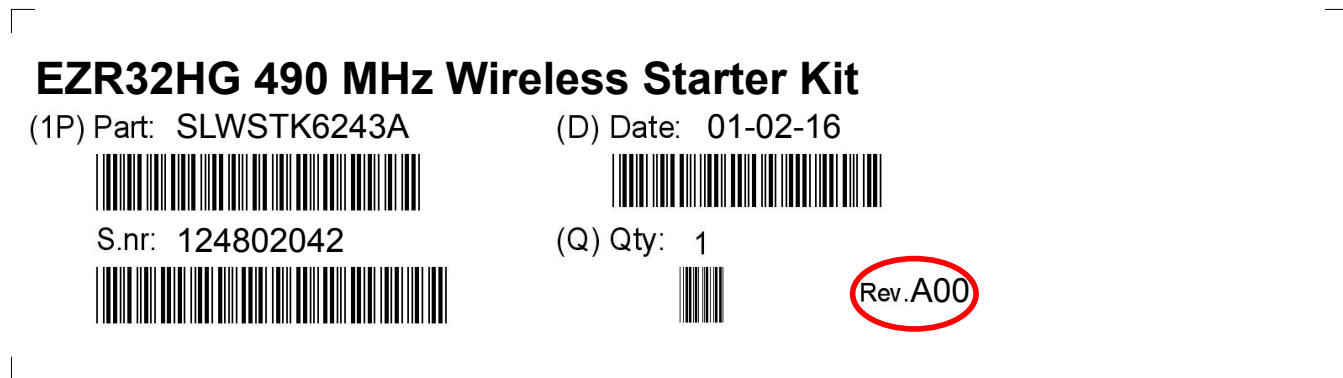 EZR32HG 490 MHz Wireless Starter Kit
(1P) Part: SLWSTK6243A
(D) Date: 01-02-16
S.nr: 124802042
(Q) Qty: 1
Rev.A00